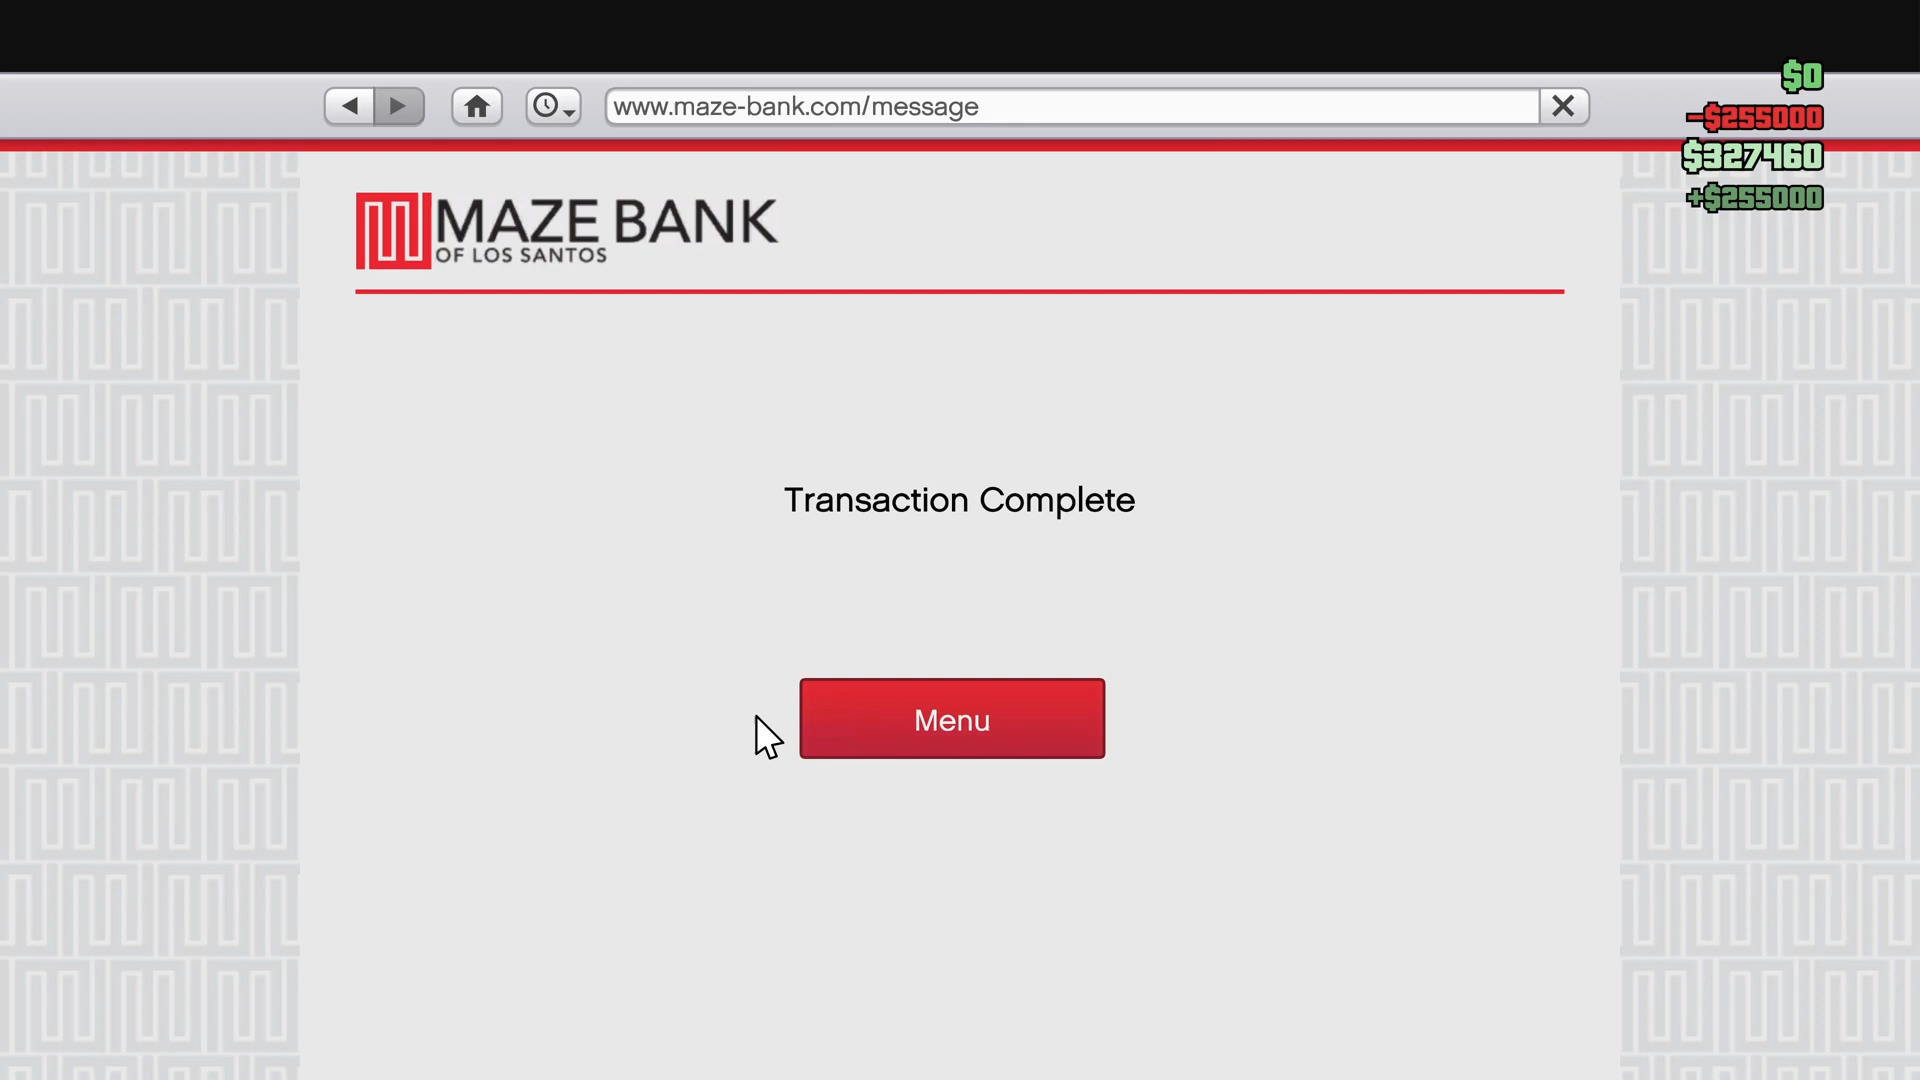 www.maze-bank.com/message
$0
-$255000
$327460
+$255000
MAZE BANK
OF LOS SANTOS
Transaction Complete
Menu